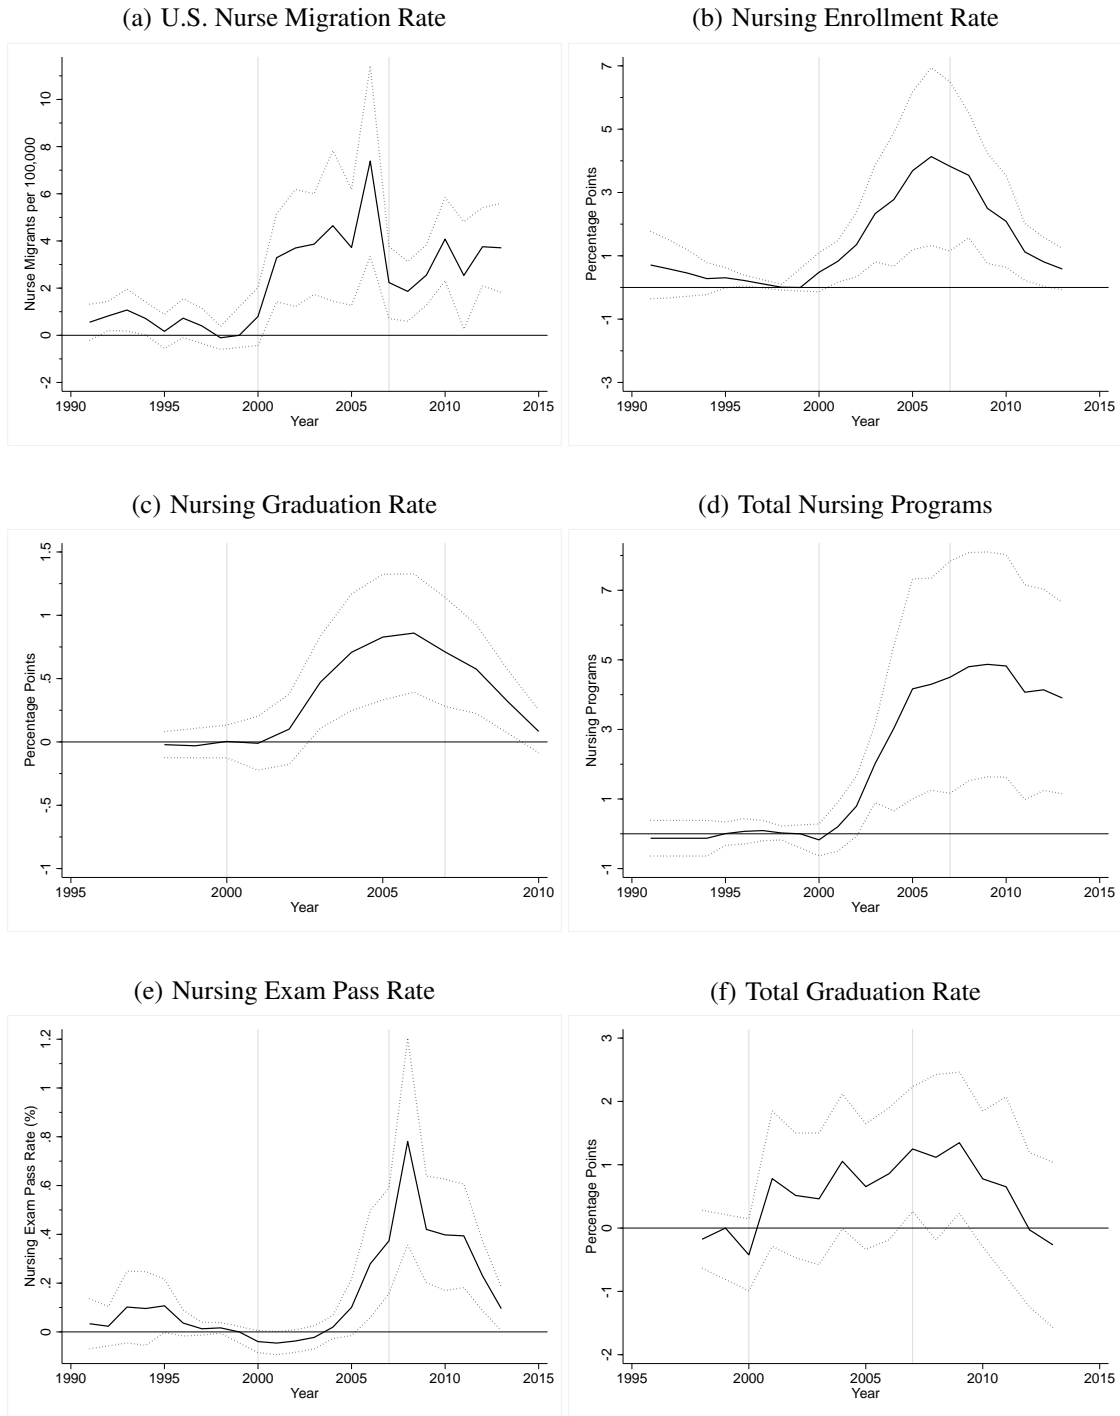 (a) U.S. Nurse Migration Rate
Nurse Migrants per 100,000
10
8
6
4
2
0
-2
1990 1995 2000 2005 2010 2015
Year
(b) Nursing Enrollment Rate
Percentage Points
7
5
3
1
-1
-3
1990 1995 2000 2005 2010 2015
Year
(c) Nursing Graduation Rate
Percentage Points
1.5
1
.5
0
-.5
-1
1995 2000 2005 2010
Year
(d) Total Nursing Programs
Nursing Programs
7
5
3
1
-1
1990 1995 2000 2005 2010 2015
Year
(e) Nursing Exam Pass Rate
Nursing Exam Pass Rate (%)
1.2
1
.8
.6
.4
.2
0
1990 1995 2000 2005 2010 2015
Year
(f) Total Graduation Rate
Percentage Points
3
2
1
0
-1
-2
1995 2000 2005 2010 2015
Year